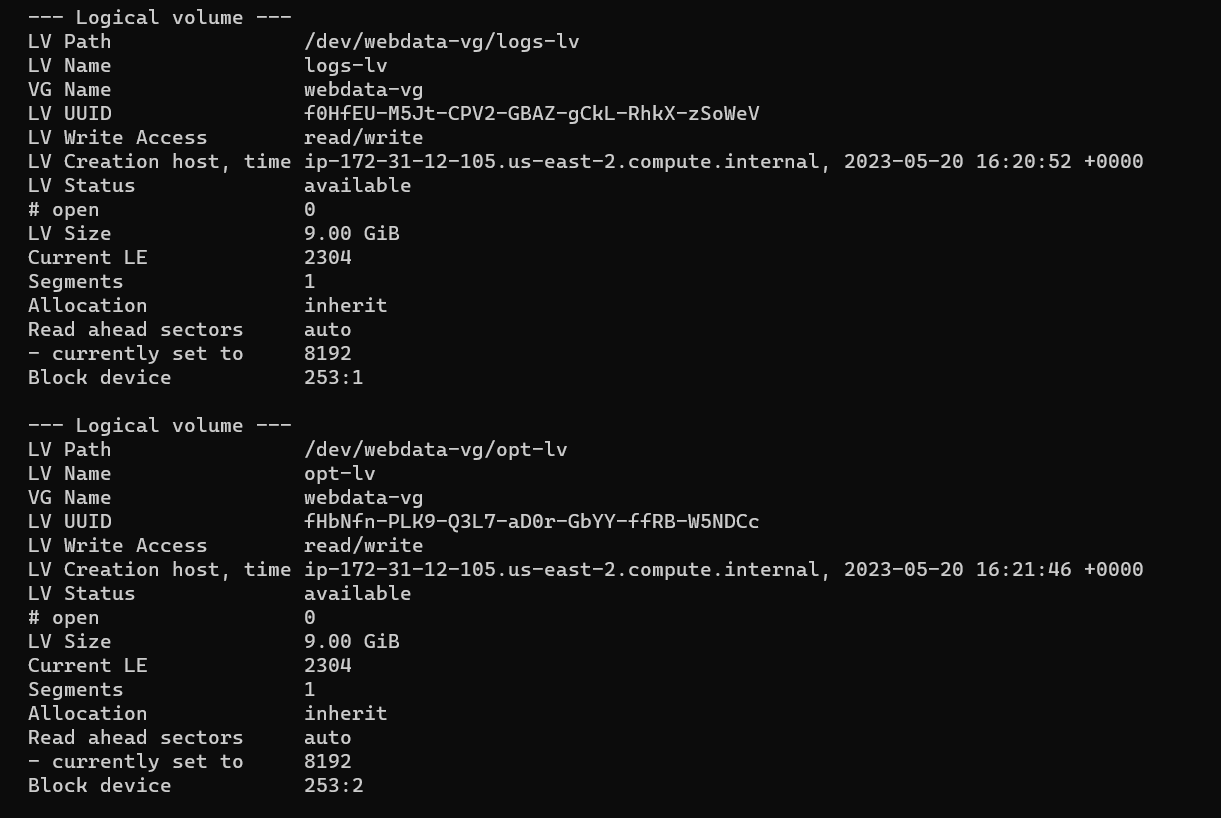 --- Logical volume ---
LV Path                /dev/webdata-vg/logs-lv
LV Name                logs-lv
VG Name                webdata-vg
LV UUID                f0HfEU-M5Jt-CPV2-GBAZ-gCkL-RhkX-zSoWeV
LV Write Access        read/write
LV Creation host, time ip-172-31-12-105.us-east-2.compute.internal, 2023-05-20 16:20:52 +0000
LV Status              available
# open                 0
LV Size                9.00 GiB
Current LE             2304
Segments               1
Allocation             inherit
Read ahead sectors     auto
- currently set to     8192
Block device           253:1

--- Logical volume ---
LV Path                /dev/webdata-vg/opt-lv
LV Name                opt-lv
VG Name                webdata-vg
LV UUID                fHbNfn-PLK9-Q3L7-aD0r-GbYY-ffRB-W5NDCc
LV Write Access        read/write
LV Creation host, time ip-172-31-12-105.us-east-2.compute.internal, 2023-05-20 16:21:46 +0000
LV Status              available
# open                 0
LV Size                9.00 GiB
Current LE             2304
Segments               1
Allocation             inherit
Read ahead sectors     auto
- currently set to     8192
Block device           253:2